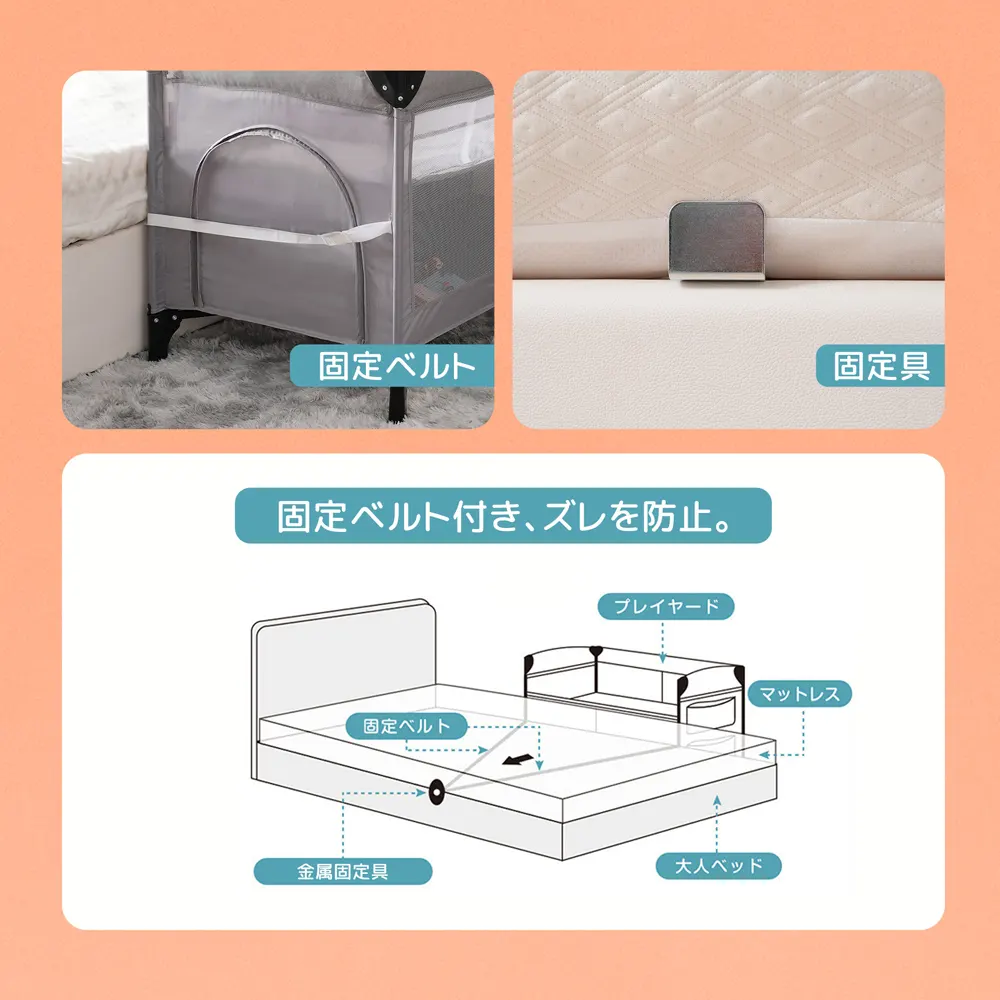 固定ベルト
固定具
固定ベルト付き、ズレを防止。
プレイヤード
マットレス
固定ベルト
金属固定具
大人ベッド